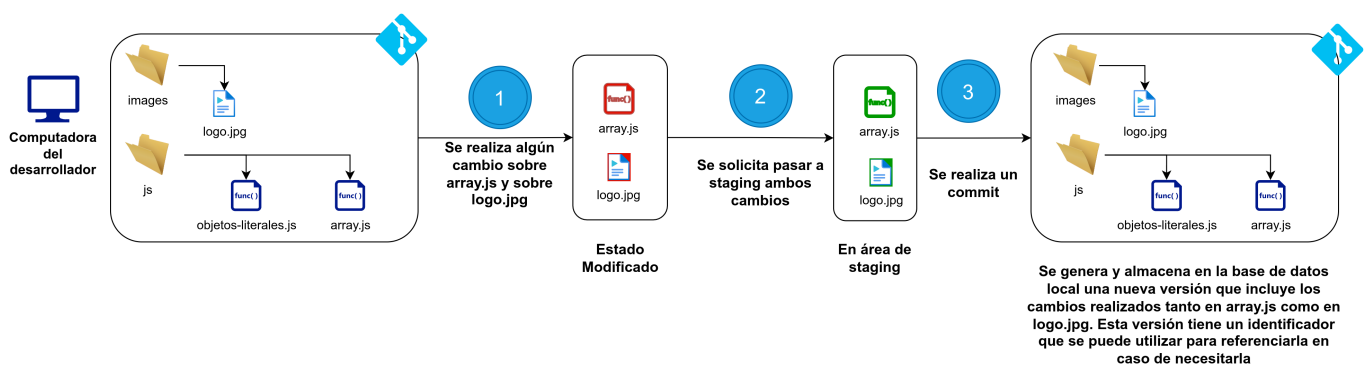 Computadora
del
desarrollador
images
logo.jpg
js
func( )
objetos-literales.js
func( )
array.js
1
Se realiza algún
cambio sobre
array.js y sobre
logo.jpg
func( )
array.js
logo.jpg
Estado
Modificado
2
Se solicita pasar a
staging ambos
cambios
func( )
array.js
logo.jpg
En área de
staging
3
Se realiza un
commit
images
logo.jpg
js
func( )
objetos-literales.js
func( )
array.js
Se genera y almacena en la base de datos
local una nueva versión que incluye los
cambios realizados tanto en array.js como en
logo.jpg. Esta versión tiene un identificador
que se puede utilizar para referenciarla en
caso de necesitarla